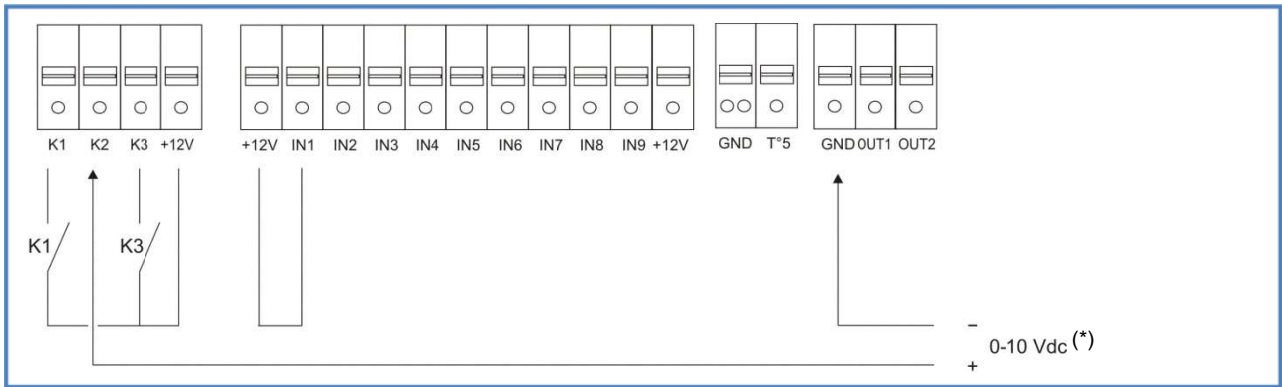 K1 K2 K3 +12V +12V IN1 IN2 IN3 IN4 IN5 IN6 IN7 IN8 IN9 +12V GND T°5 GND 0UT1 OUT2
K1 K3
−
0-10 Vdc (*)
+